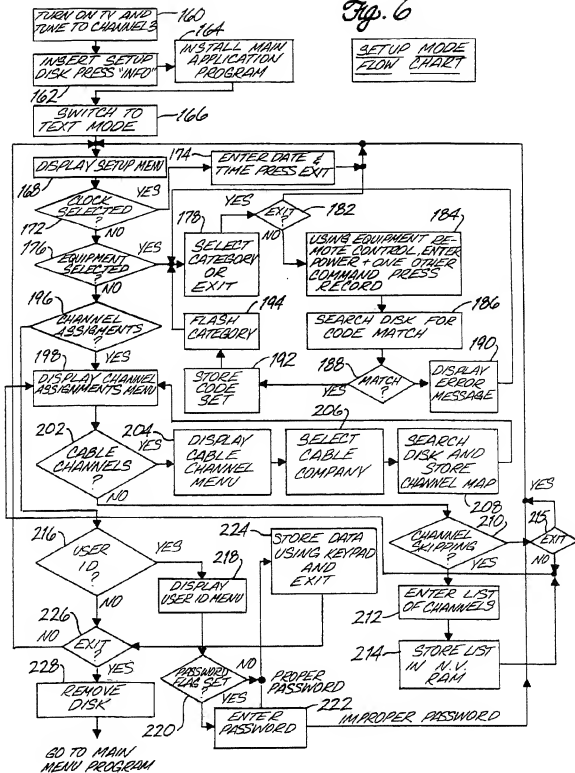 Fig. 6
SETUP MODE
FLOW CHART
TURN ON TV AND
TUNE TO CHANNEL 3
160
INSERT SETUP
DISK PRESS "INFO"
162
164
INSTALL MAIN
APPLICATION
PROGRAM
SWITCH TO
TEXT MODE
166
DISPLAY SETUP MENU
168
CLOCK
SELECTED
?
172
YES
NO
174
ENTER DATE &
TIME PRESS EXIT
176
EQUIPMENT
SELECTED
?
YES
NO
178
SELECT
CATEGORY
OR
EXIT
YES
EXIT
?
182
NO
184
USING EQUIPMENT RE-
MOTE CONTROL, ENTER
POWER + ONE OTHER
COMMAND PRESS
RECORD
SEARCH DISK FOR
CODE MATCH
186
188
MATCH
?
YES
190
DISPLAY
ERROR
MESSAGE
192
STORE
CODE
SET
194
FLASH
CATEGORY
196
CHANNEL
ASSIGMENTS
?
YES
198
DISPLAY CHANNEL
ASSIGNMENTS MENU
202
CABLE
CHANNELS
?
YES
NO
204
DISPLAY
CABLE
CHANNEL
MENU
206
SELECT
CABLE
COMPANY
SEARCH
DISK AND
STORE
CHANNEL MAP
208
210
CHANNEL
SKIPPING
?
YES
NO
215
YES
EXIT
?
NO
212
ENTER LIST
OF CHANNELS
214
STORE LIST
IN N.V.
RAM
216
USER
ID
?
YES
NO
218
DISPLAY
USER ID MENU
PASSWORD
FLAG SET
?
220
NO
YES
PROPER
PASSWORD
ENTER
PASSWORD
222
IMPROPER PASSWORD
224
STORE DATA
USING KEYPAD
AND
EXIT
226
NO
EXIT
?
YES
228
REMOVE
DISK
GO TO MAIN
MENU PROGRAM